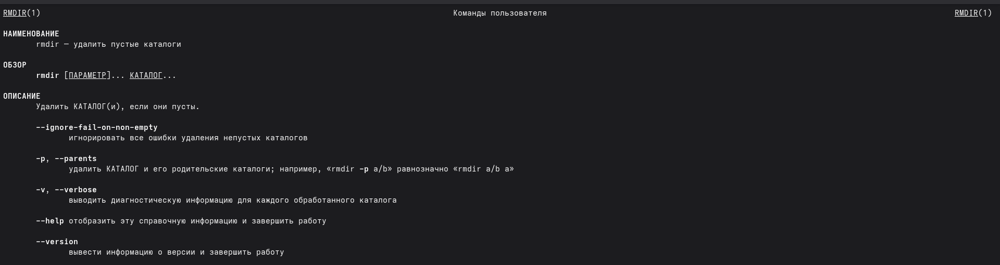 RMDIR(1) Команды пользователя RMDIR(1)
НАИМЕНОВАНИЕ
rmdir — удалить пустые каталоги
ОБЗОР
rmdir [ПАРАМЕТР]... КАТАЛОГ...
ОПИСАНИЕ
Удалить КАТАЛОГ(и), если они пусты.
--ignore-fail-on-non-empty
игнорировать все ошибки удаления непустых каталогов
-p, --parents
удалить КАТАЛОГ и его родительские каталоги; например, «rmdir -p a/b» равнозначно «rmdir a/b a»
-v, --verbose
выводить диагностическую информацию для каждого обработанного каталога
--help отобразить эту справочную информацию и завершить работу
--version
вывести информацию о версии и завершить работу